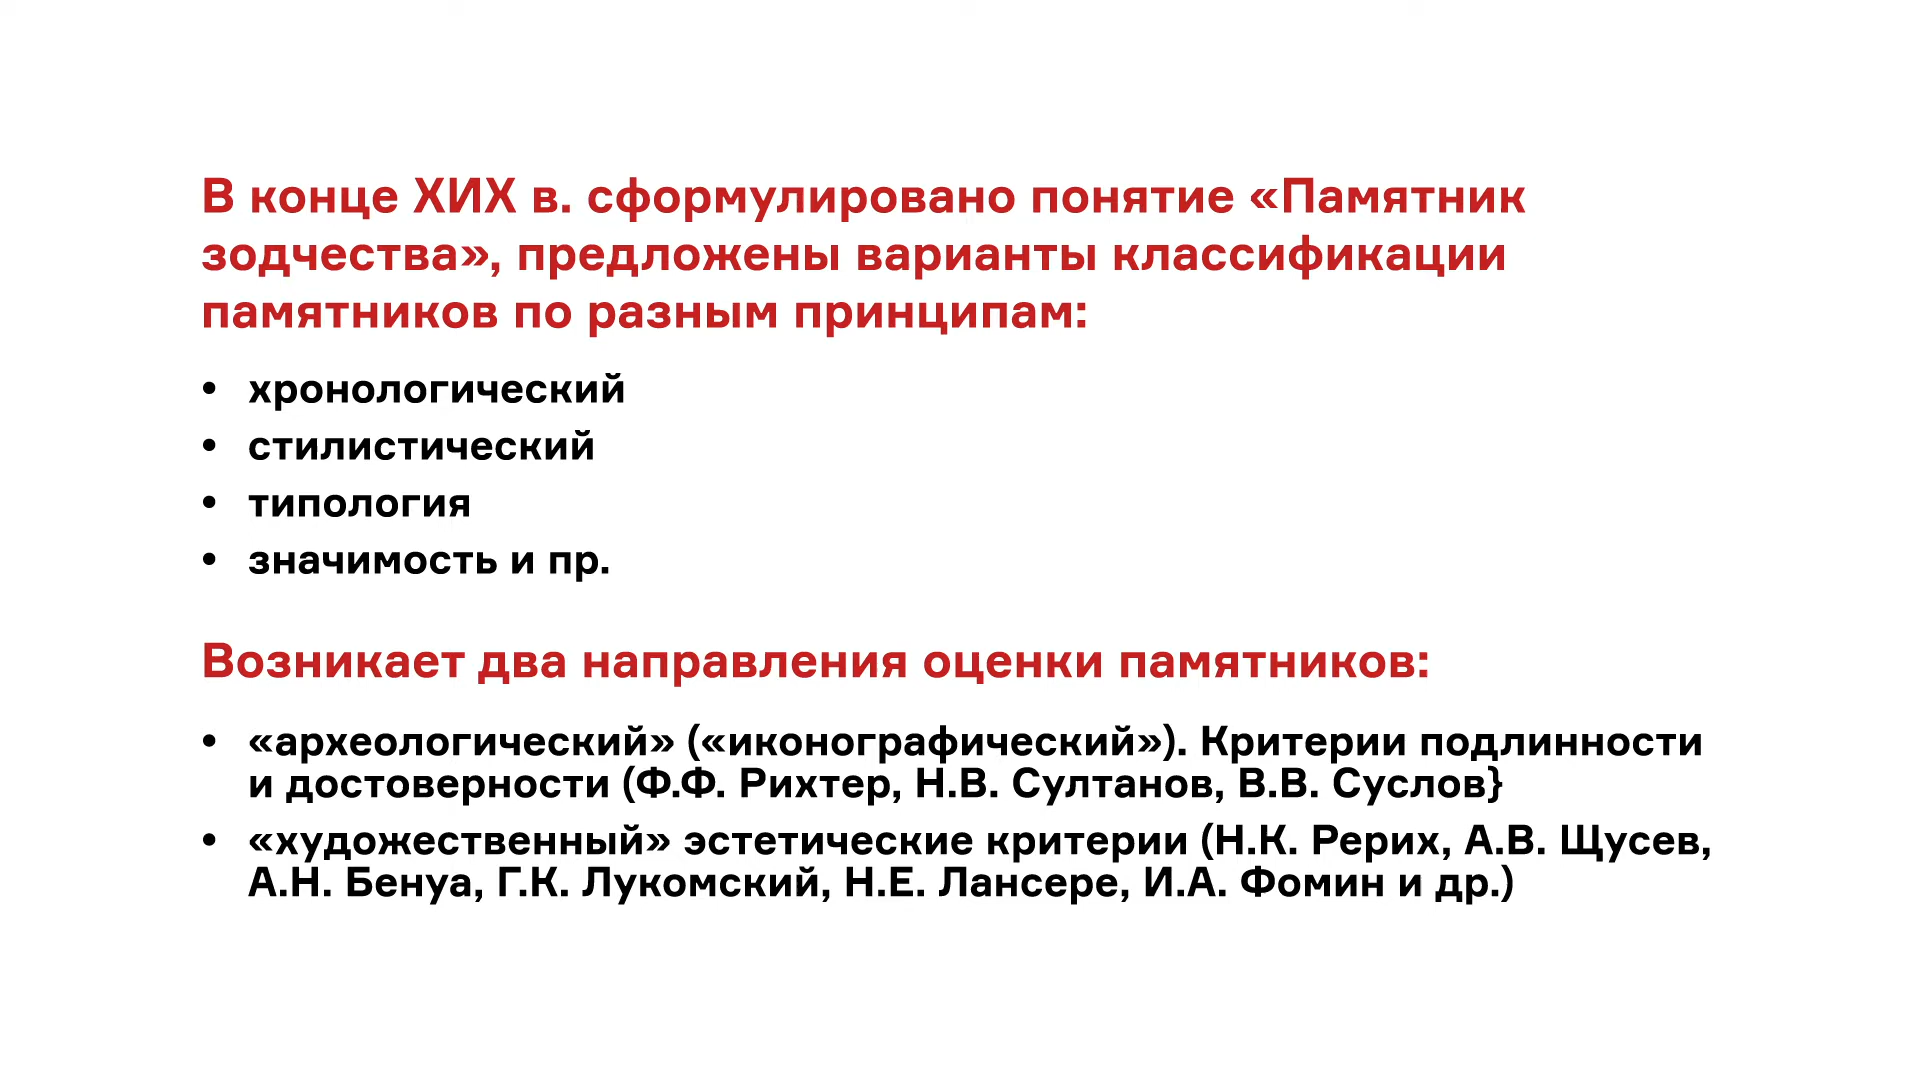 В конце ХИХ в. сформулировано понятие «Памятник
зодчества», предложены варианты классификации
памятников по разным принципам:
• хронологический
• стилистический
• типология
• значимость и пр.
Возникает два направления оценки памятников:
• «археологический» («иконографический»). Критерии подлинности
и достоверности (Ф.Ф. Рихтер, Н.В. Султанов, В.В. Суслов}
• «художественный» эстетические критерии (Н.К. Рерих, А.В. Щусев,
А.Н. Бенуа, Г.К. Лукомский, Н.Е. Лансере, И.А. Фомин и др.)